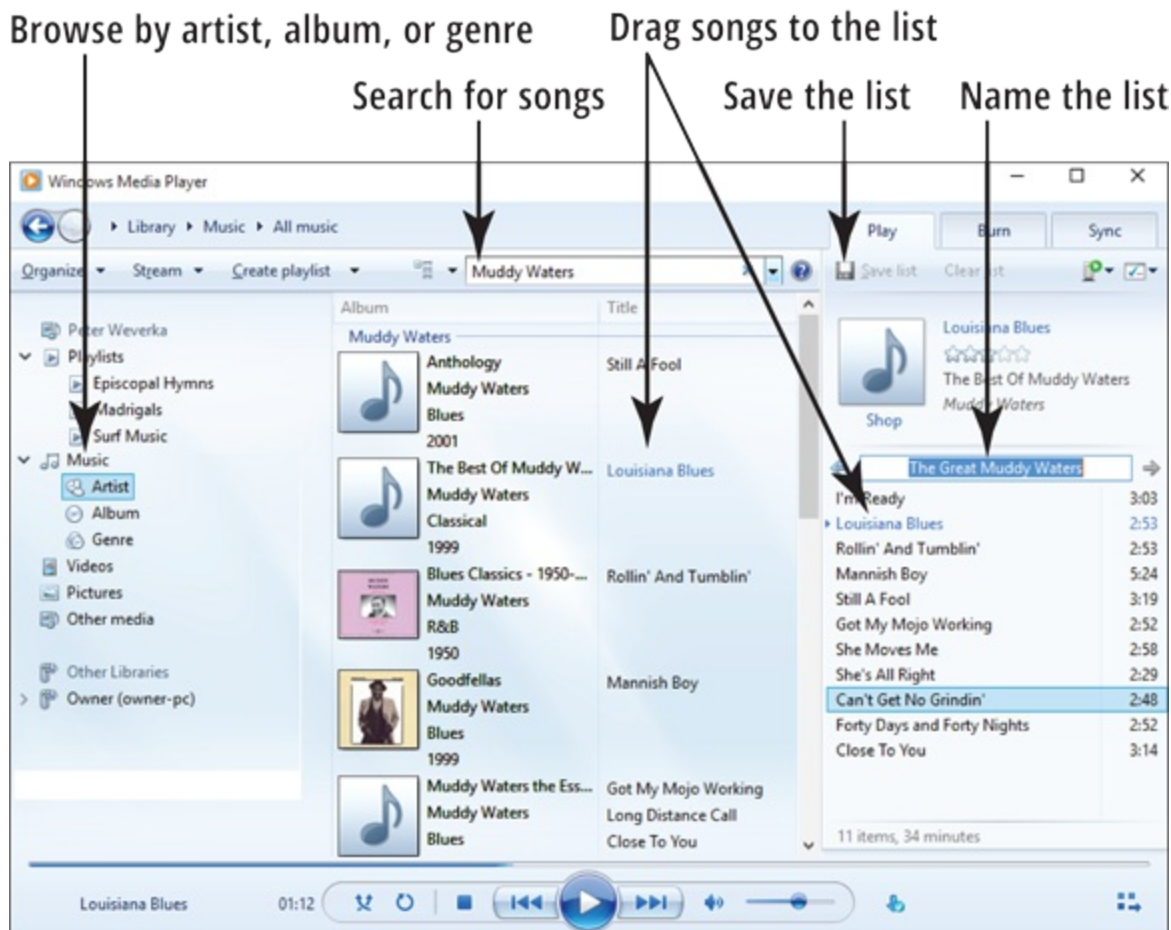 Browse by artist, album, or genre
Drag songs to the list
Search for songs
Save the list
Name the list
Windows Media Player
Library Music All music
Play
Burn
Sync
Organize
Stream
Create playlist
Muddy Waters
Save list
Clear list
Album
Title
Peter Weverka
Playlists
Episcopal Hymns
Madrigals
Surf Music
Music
Artist
Album
Genre
Videos
Pictures
Other media
Other Libraries
Owner (owner-pc)
Muddy Waters
Anthology
Muddy Waters
Blues
2001
Still A Fool
The Best Of Muddy W...
Muddy Waters
Classical
1999
Louisiana Blues
Blues Classics - 1950-...
Muddy Waters
R&B
1950
Rollin' And Tumblin'
Goodfellas
Muddy Waters
Blues
1999
Mannish Boy
Muddy Waters the Ess...
Muddy Waters
Blues
Got My Mojo Working
Long Distance Call
Close To You
Louisiana Blues
The Best Of Muddy Waters
Muddy Waters
Shop
The Great Muddy Waters
I'm Ready 3:03
Louisiana Blues 2:53
Rollin' And Tumblin' 2:53
Mannish Boy 5:24
Still A Fool 3:19
Got My Mojo Working 2:52
She Moves Me 2:58
She's All Right 2:29
Can't Get No Grindin' 2:48
Forty Days and Forty Nights 2:52
Close To You 3:14
11 items, 34 minutes
Louisiana Blues
01:12